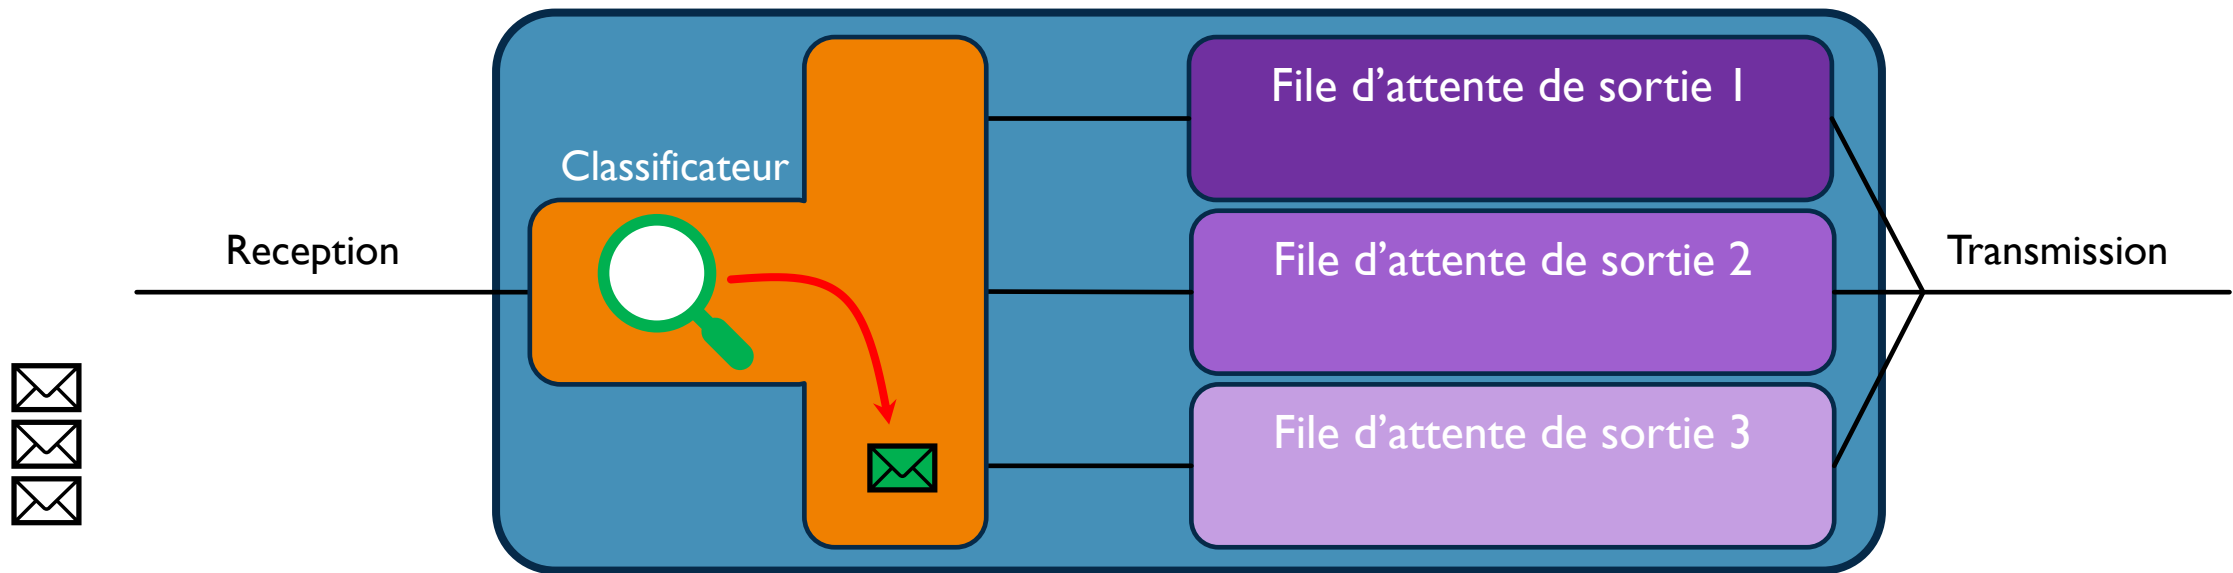 File d’attente de sortie 1
Classificateur
Reception
File d’attente de sortie 2
Transmission
File d’attente de sortie 3